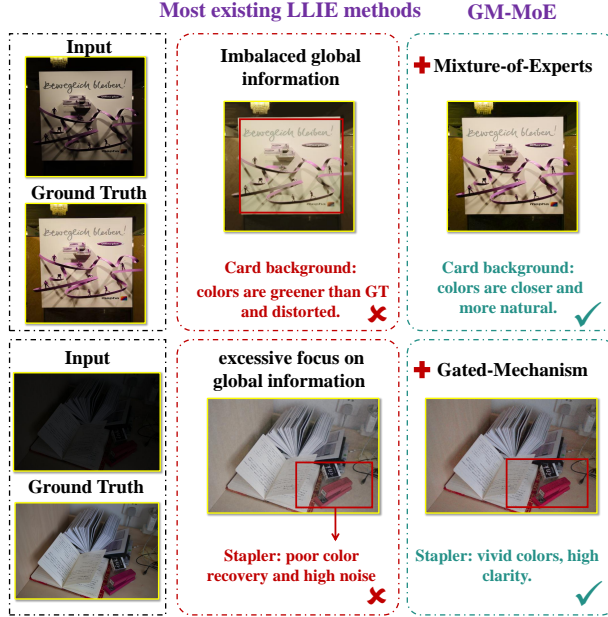 Most existing LLIE methods
GM-MoE
Input
Beweglich bleiben!
Ground Truth
Beweglich bleiben!
Imbalaced global
information
Beweglich bleiben!
Card background:
colors are greener than GT
and distorted.
Mixture-of-Experts
Beweglich bleiben!
Card background:
colors are closer and
more natural.
Input
Ground Truth
excessive focus on
global information
Stapler: poor color
recovery and high noise
Gated-Mechanism
Stapler: vivid colors, high
clarity.